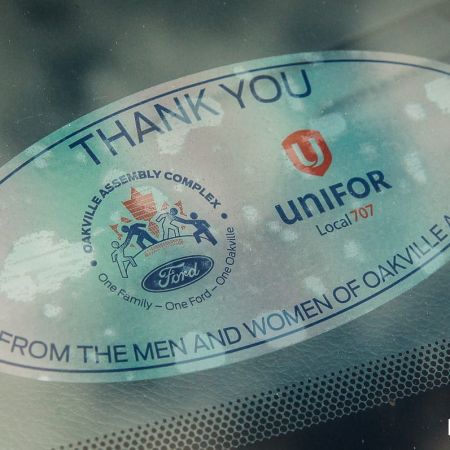 THANK YOU
OAKVILLE ASSEMBLY COMPLEX
Ford
One Family – One Ford – One Oakville
UNIFOR
Local 707
FROM THE MEN AND WOMEN OF OAKVILLE